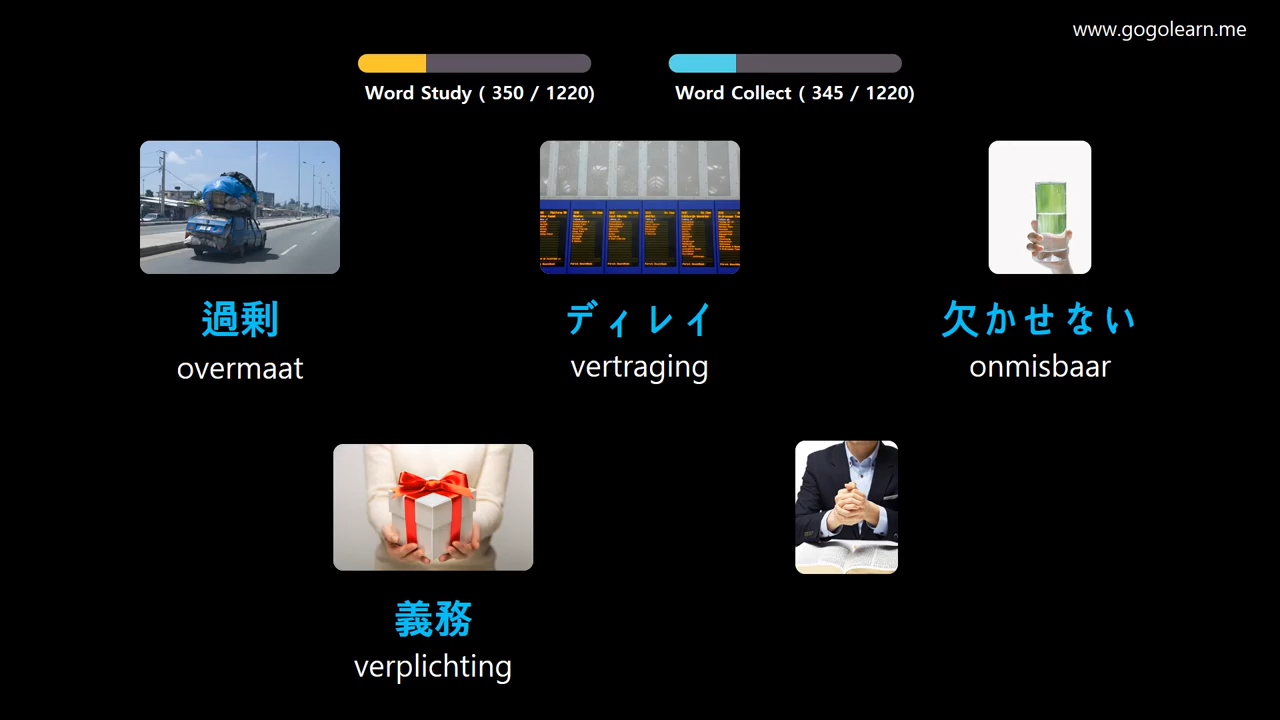 www.gogolearn.me
Word Study ( 350 / 1220)
Word Collect ( 345 / 1220)
過剰
overmaat
ディレイ
vertraging
欠かせない
onmisbaar
義務
verplichting